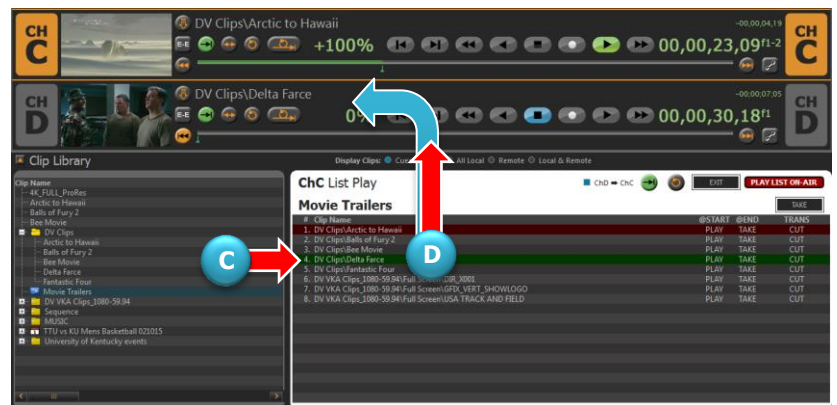 CH
C
DV Clips\Arctic to Hawaii
-00,00,04,19
E-E
+100%
00,00,23,09f1-2
CH
C
CH
D
DV Clips\Delta Farce
-00;00;07;05
E-E
0%
00,00,30,18f1
CH
D
Clip Library
Display Clips:
All Local
Remote
Local & Remote
Clip Name
4K_FULL_ProRes
Arctic to Hawaii
Balls of Fury 2
Bee Movie
DV Clips
Arctic to Hawaii
Balls of Fury 2
Bee Movie
Delta Farce
Fantastic Four
Movie Trailers
DV VKA Clips_1080-59.94
Sequence
MUSIC
TTU vs KU Mens Basketball 021015
University of Kentucky events
ChC List Play
ChD ➡ ChC
EXIT
PLAY LIST ON-AIR
Movie Trailers
TAKE
# Clip Name @START @END TRANS
1. DV Clips\Arctic to Hawaii PLAY TAKE CUT
2. DV Clips\Balls of Fury 2 PLAY TAKE CUT
3. DV Clips\Bee Movie PLAY TAKE CUT
4. DV Clips\Delta Farce PLAY TAKE CUT
5. DV Clips\Fantastic Four PLAY TAKE CUT
6. DV VKA Clips_1080-59.94\Full PLAY TAKE CUT
7. DV VKA Clips_1080-59.94\Full Screen\GFIX_VERT_SHOWLOGO PLAY TAKE CUT
8. DV VKA Clips_1080-59.94\Full Screen\USA TRACK AND FIELD PLAY TAKE CUT
C
D